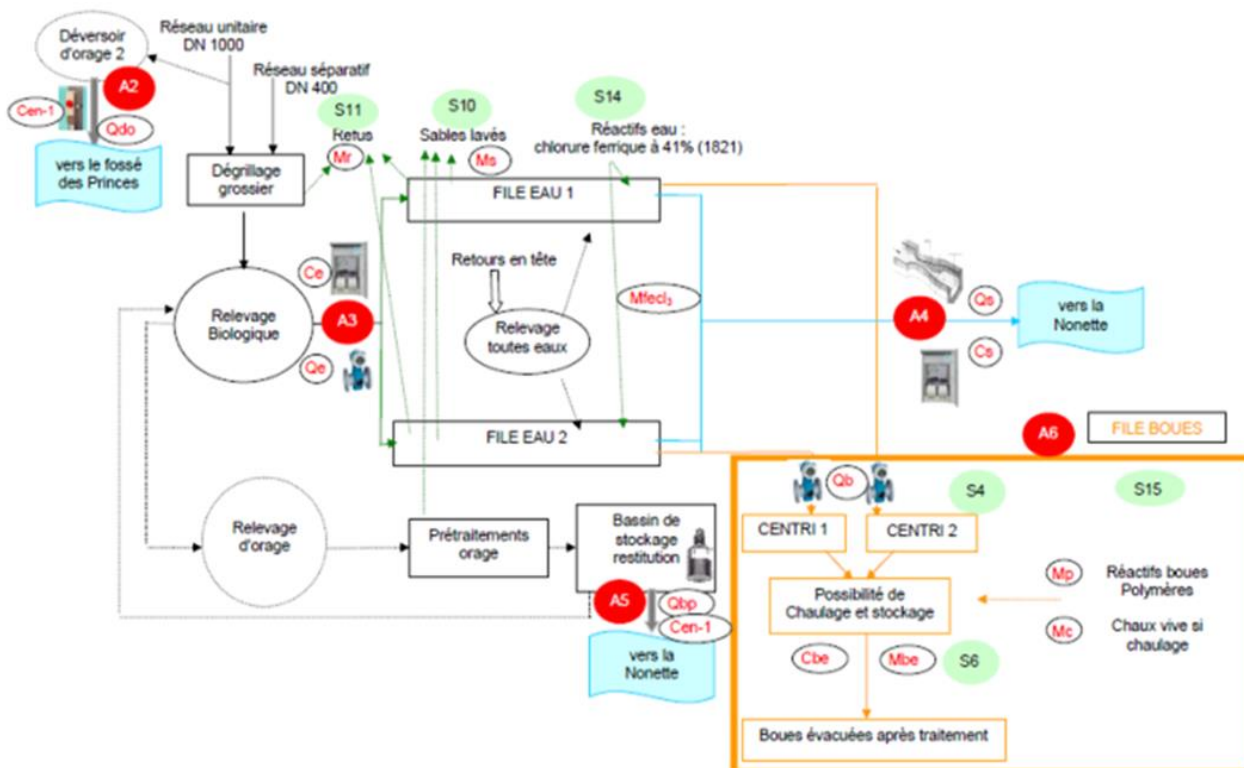 Déversoir
d'orage 2
Réseau unitaire
DN 1000
A2
Cen-1
Qdo
vers le fossé
des Princes
Réseau séparatif
DN 400
Dégrillage
grossier
S11
Refus
Mr
S10
Sables lavés
Ms
S14
Réactifs eau :
chlorure ferrique à 41% (1821)
FILE EAU 1
Relevage
Biologique
Ce
A3
Qe
Retours en tête
Relevage
toutes eaux
Mfecl3
FILE EAU 2
A4
Qs
Cs
vers la
Nonette
Relevage
d'orage
Prétraitements
orage
Bassin de
stockage
restitution
A5
Qbp
Cen-1
vers la
Nonette
A6
FILE BOUES
Qb
S4
S15
CENTRI 1
CENTRI 2
Possibilité de
Chaulage et stockage
Mp
Réactifs boues
Polymères
Mc
Chaux vive si
chaulage
Cbe
Mbe
S6
Boues évacuées après traitement